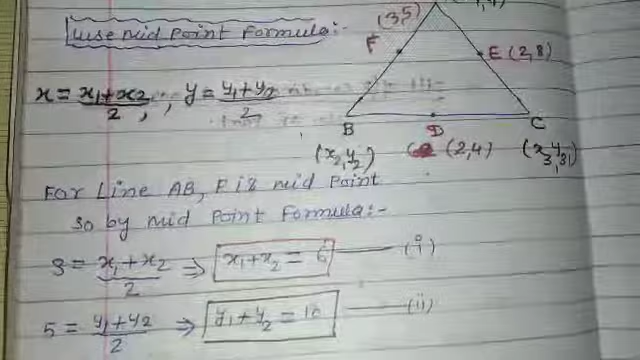 Use mid Point Formula:-
x = x₁+x₂/2, y = y₁+y₂/2
(3,5)
F
E (2,8)
B
D
C
(x₂,y₂)
(2,4)
(x₃,y₃)
For Line AB, F is mid Point
so by mid Point Formula:-
3 = x₁+x₂/2 ⇒ x₁+x₂ = 6 —— (i)
5 = y₁+y₂/2 ⇒ y₁+y₂ = 10 —— (ii)